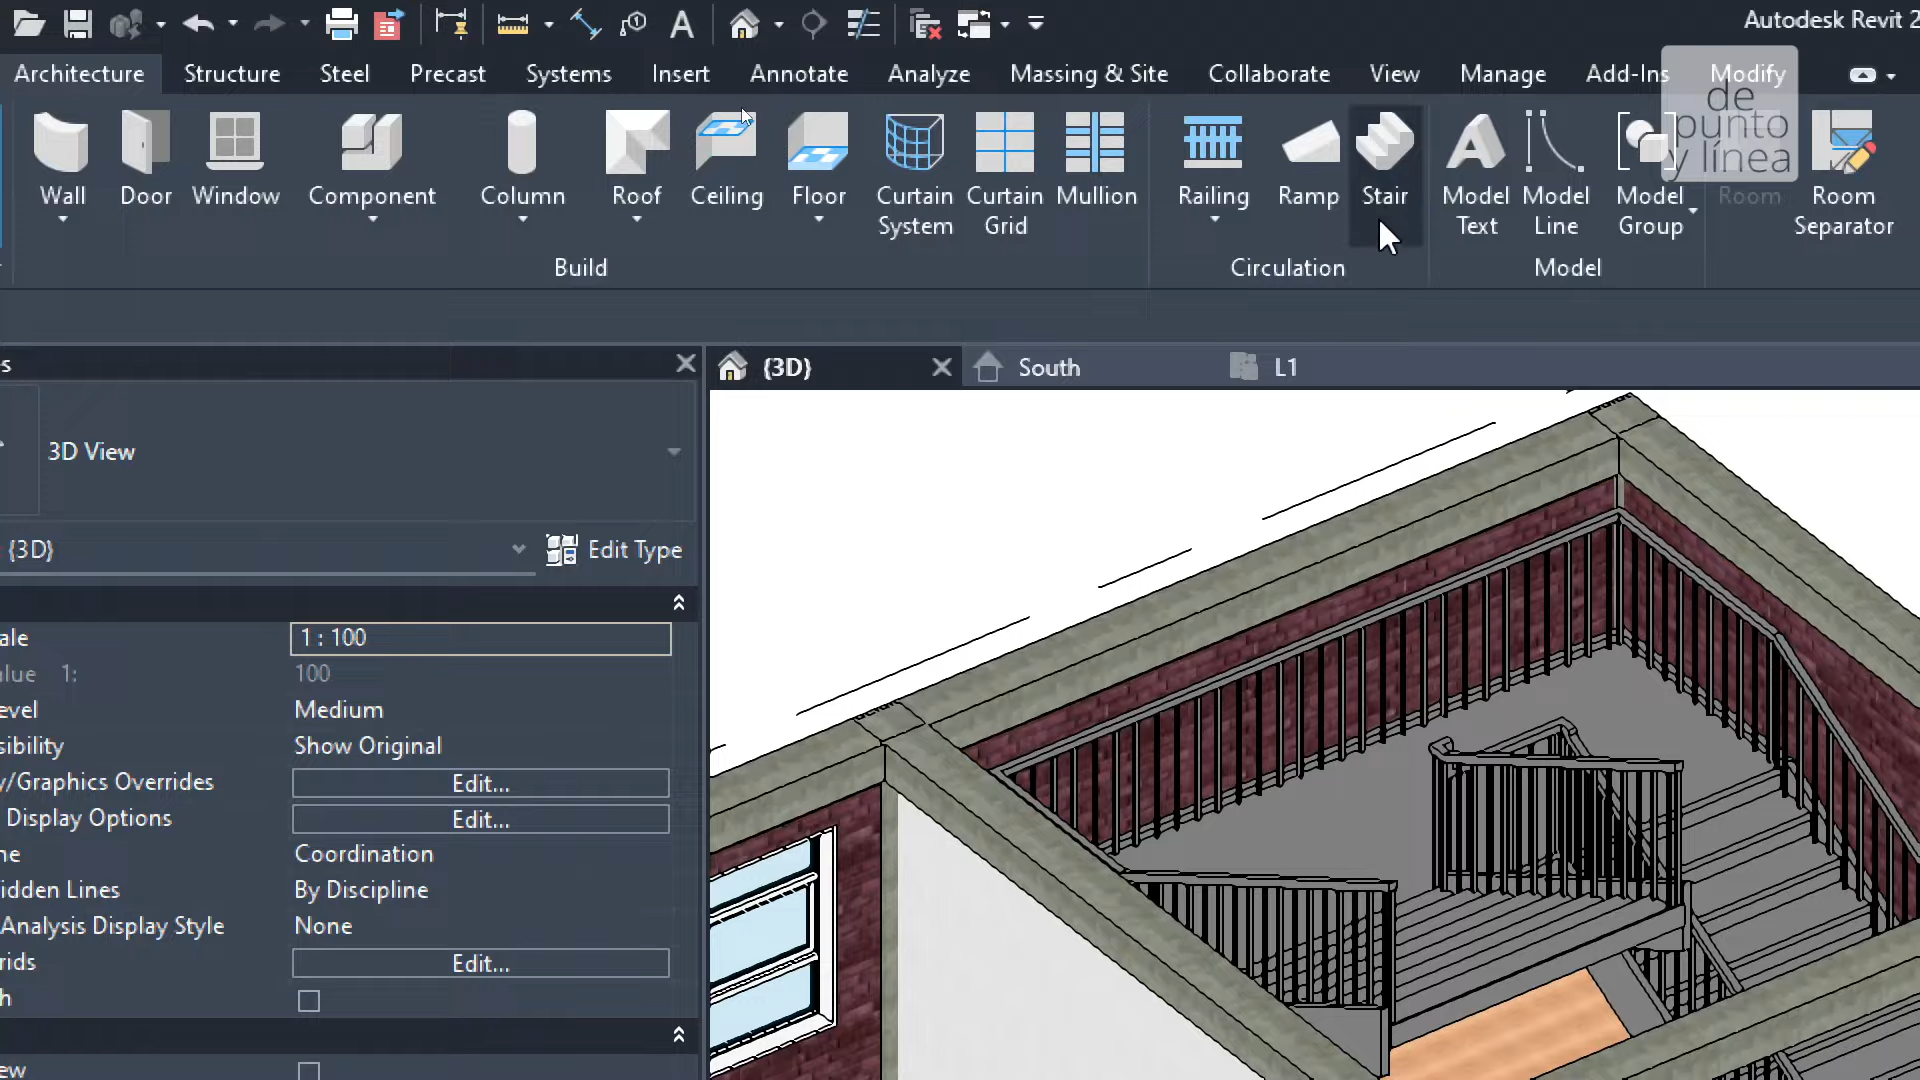 Autodesk Revit 2
Architecture Structure Steel Precast Systems Insert Annotate Analyze Massing & Site Collaborate View Manage Add-Ins Modify
de
punto
y línea
Wall Door Window Component Column Roof Ceiling Floor Curtain System Curtain Grid Mullion Railing Ramp Stair Model Text Model Line Model Group Room Room Separator
Build Circulation Model
s
{3D} South L1
3D View
{3D} Edit Type
ale 1 : 100
alue 1: 100
evel Medium
sibility Show Original
y/Graphics Overrides Edit...
Display Options Edit...
ne Coordination
idden Lines By Discipline
Analysis Display Style None
rids Edit...
h
ew